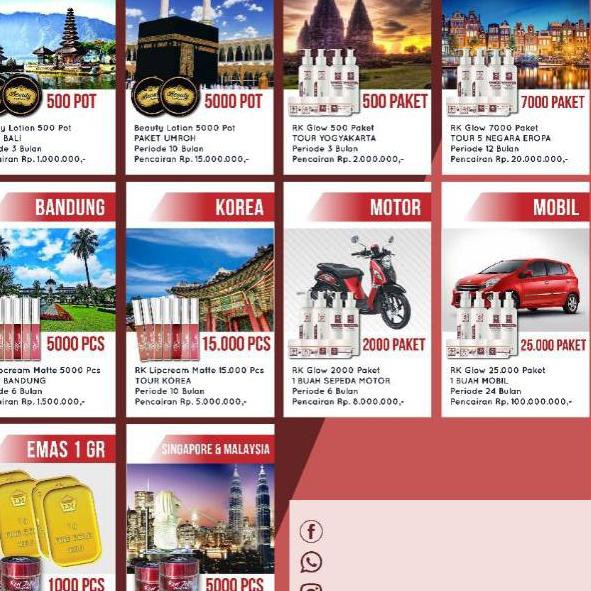 500 POT
y Lotion 500 Pot
BALI
de 3 Bulan
airan Rp. 1.000.000,-
5000 POT
Beauty Lotion 5000 Pot
PAKET UMROH
Periode 10 Bulan
Pencairan Rp. 15.000.000,-
500 PAKET
RK Glow 500 Paket
TOUR YOGYAKARTA
Periode 3 Bulan
Pencairan Rp. 2.000.000,-
7000 PAKET
RK Glow 7000 Paket
TOUR 5 NEGARA EROPA
Periode 12 Bulan
Pencairan Rp. 20.000.000,-
BANDUNG
5000 PCS
pcream Matte 5000 Pcs
BANDUNG
de 6 Bulan
airan Rp. 1.500.000,-
KOREA
15.000 PCS
RK Lipcream Matte 15.000 Pcs
TOUR KOREA
Periode 10 Bulan
Pencairan Rp. 5.000.000,-
MOTOR
2000 PAKET
RK Glow 2000 Paket
1 BUAH SEPEDA MOTOR
Periode 6 Bulan
Pencairan Rp. 8.000.000,-
MOBIL
25.000 PAKET
RK Glow 25.000 Paket
1 BUAH MOBIL
Periode 24 Bulan
Pencairan Rp. 100.000.000,-
EMAS 1 GR
1000 PCS
SINGAPORE & MALAYSIA
5000 PCS